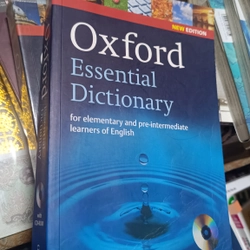 NEW EDITION
Oxford
Essential
Dictionary
for elementary and pre-intermediate
learners of English